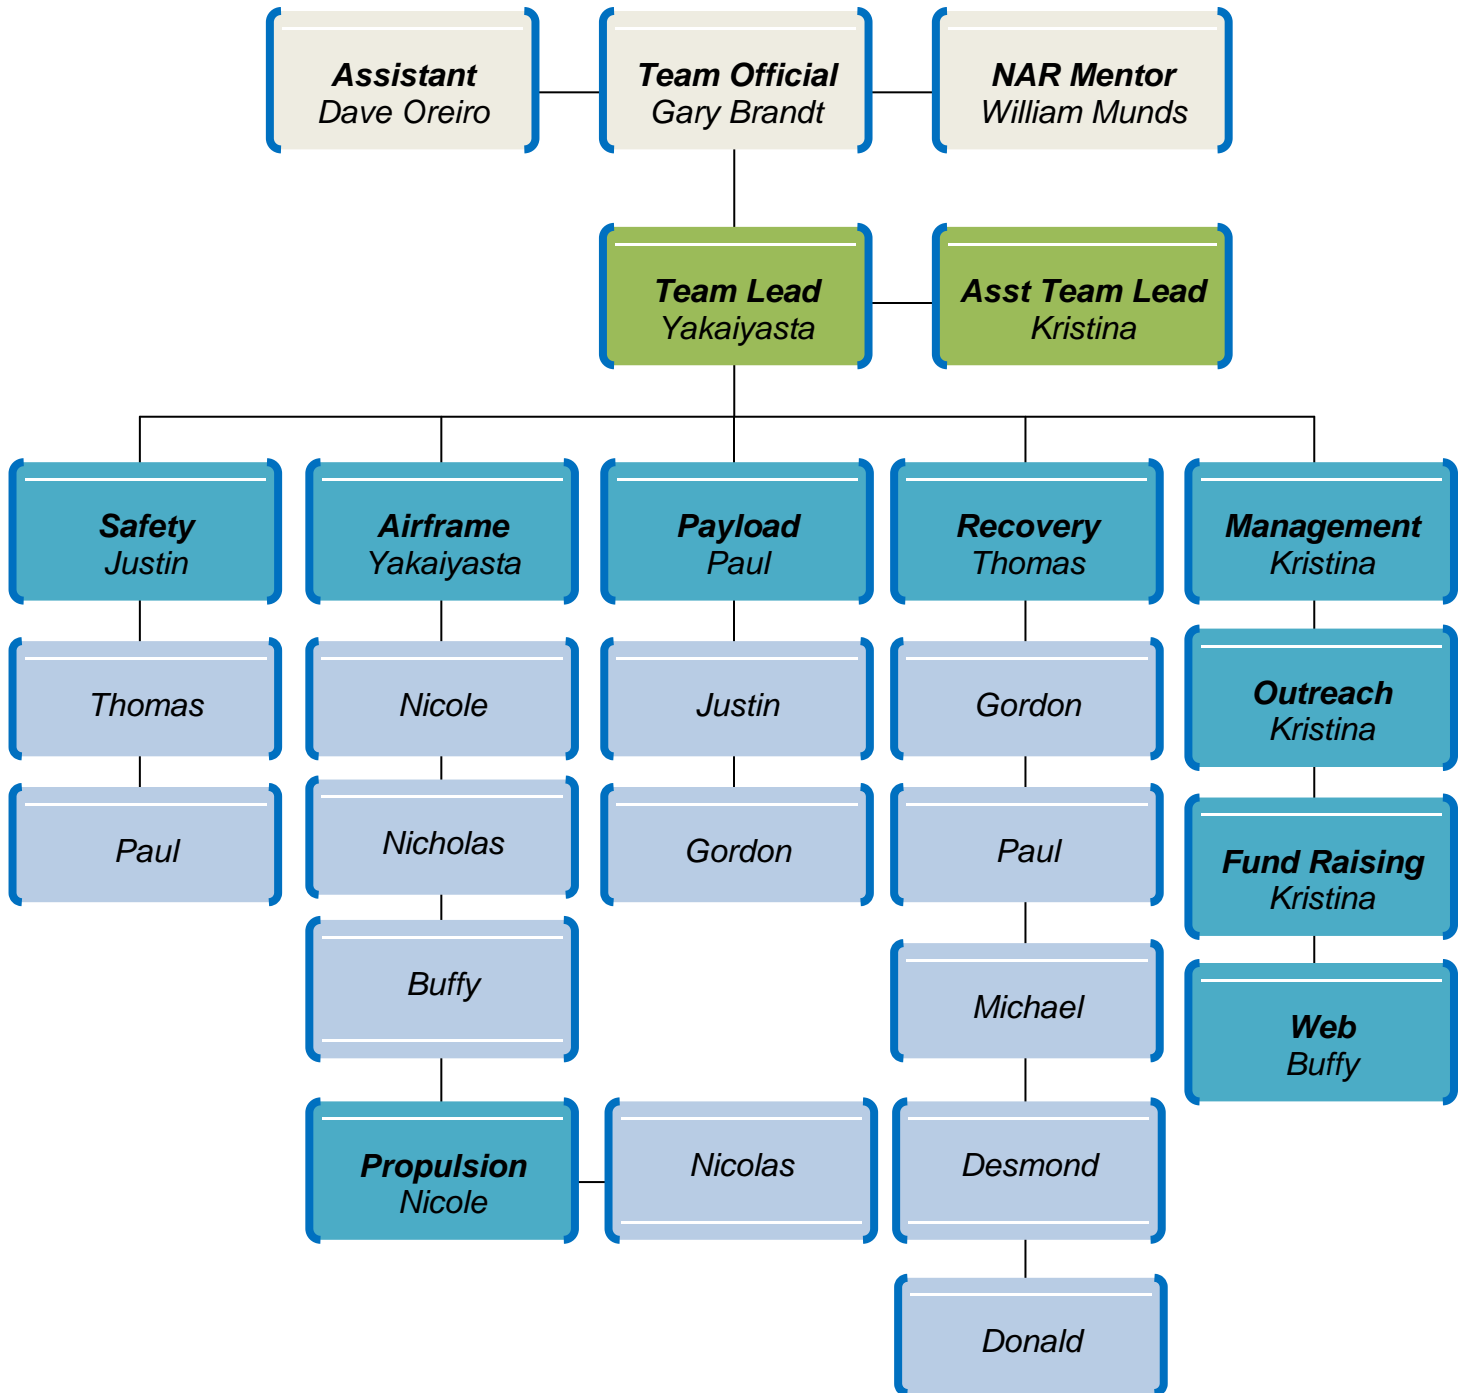 Assistant
Dave Oreiro
Team Official
Gary Brandt
NAR Mentor
William Munds
Team Lead
Yakaiyasta
Asst Team Lead
Kristina
Safety
Justin
Airframe
Yakaiyasta
Payload
Paul
Recovery
Thomas
Management
Kristina
Thomas
Nicole
Justin
Gordon
Outreach
Kristina
Paul
Nicholas
Gordon
Paul
Fund Raising
Kristina
Buffy
Michael
Web
Buffy
Propulsion
Nicole
Nicolas
Desmond
Donald